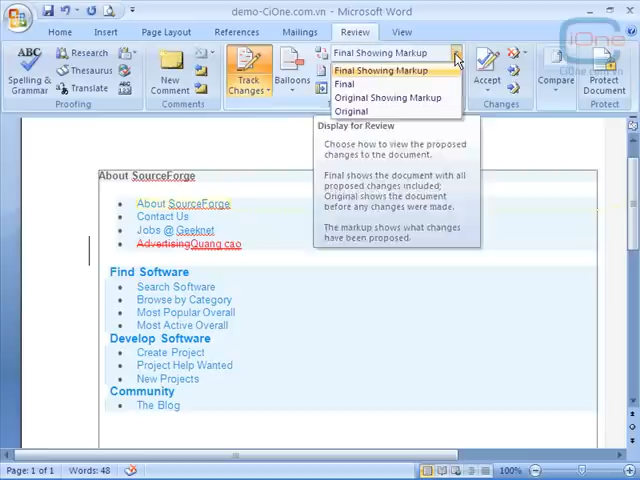 demo-CiOne.com.vn - Microsoft Word
Home Insert Page Layout References Mailings Review View
ABC
Spelling & Grammar
Research
Thesaurus
Proofing
New Comment
Comments
Track Changes
Balloons
Final Showing Markup
Final Showing Markup
Final
Original Showing Markup
Original
Accept
Changes
Compare
Compare
Protect Document
Protect
CiOne
CiOne.com.vn
Display for Review
Choose how to view the proposed
changes to the document.
Final shows the document with all
proposed changes included;
Original shows the document
before any changes were made.
The markup shows what changes
have been proposed.
About SourceForge
About SourceForge
Contact Us
Jobs @ Geeknet
AdvertisingQuang cao
Find Software
Search Software
Browse by Category
Most Popular Overall
Most Active Overall
Develop Software
Create Project
Project Help Wanted
New Projects
Community
The Blog
Page: 1 of 1 Words: 48 100%